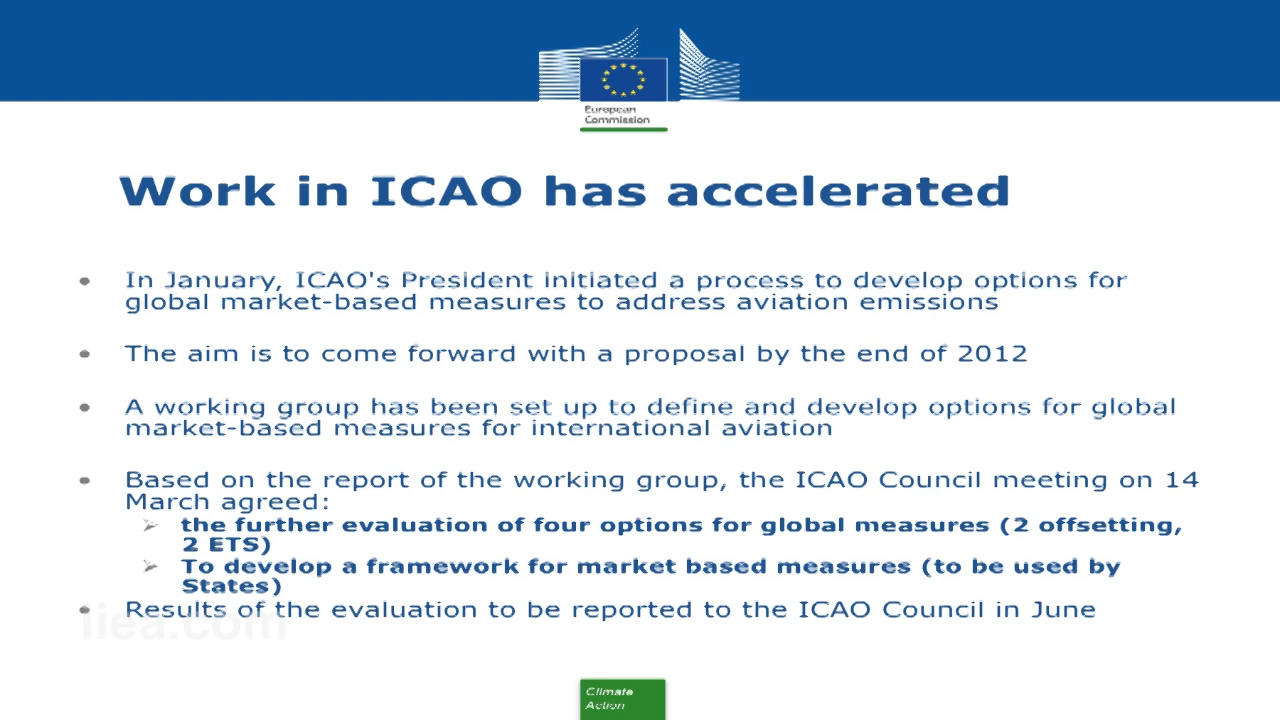 European
Commission
Work in ICAO has accelerated
• In January, ICAO's President initiated a process to develop options for
global market-based measures to address aviation emissions
• The aim is to come forward with a proposal by the end of 2012
• A working group has been set up to define and develop options for global
market-based measures for international aviation
• Based on the report of the working group, the ICAO Council meeting on 14
March agreed:
➢ the further evaluation of four options for global measures (2 offsetting,
2 ETS)
➢ To develop a framework for market based measures (to be used by
States)
• Results of the evaluation to be reported to the ICAO Council in June
iiea.com
Climate
Action